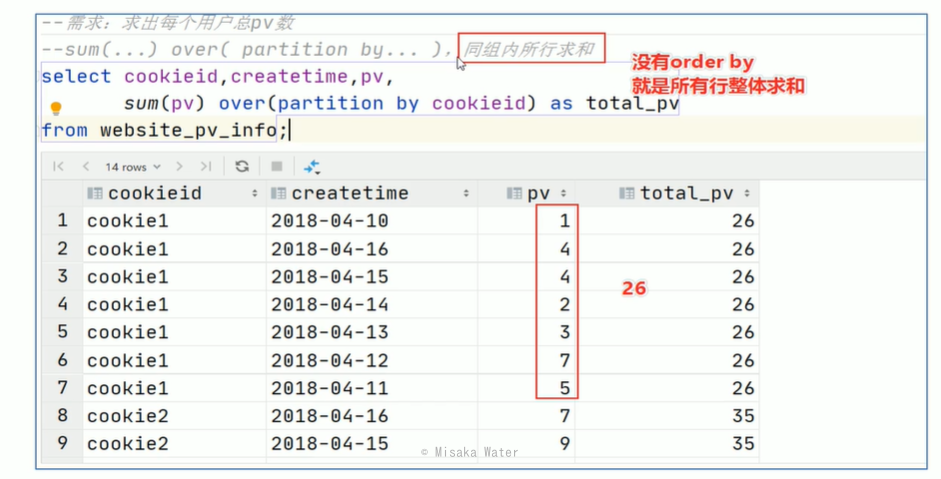 --需求：求出每个用户总pv数
--sum(...) over( partition by... )，同组内所行求和
没有order by
就是所有行整体求和
select cookieid,createtime,pv,
sum(pv) over(partition by cookieid) as total_pv
from website_pv_info;
14 rows
cookieid createtime pv total_pv
1 cookie1 2018-04-10 1 26
2 cookie1 2018-04-16 4 26
3 cookie1 2018-04-15 4 26
26
4 cookie1 2018-04-14 2 26
5 cookie1 2018-04-13 3 26
6 cookie1 2018-04-12 7 26
7 cookie1 2018-04-11 5 26
8 cookie2 2018-04-16 7 35
9 cookie2 2018-04-15 9 35
© Misaka Water